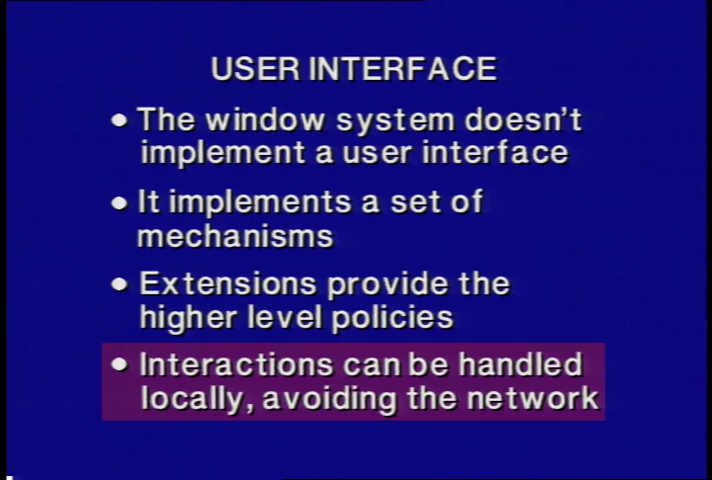 USER INTERFACE
• The window system doesn't
implement a user interface
• It implements a set of
mechanisms
• Extensions provide the
higher level policies
• Interactions can be handled
locally, avoiding the network